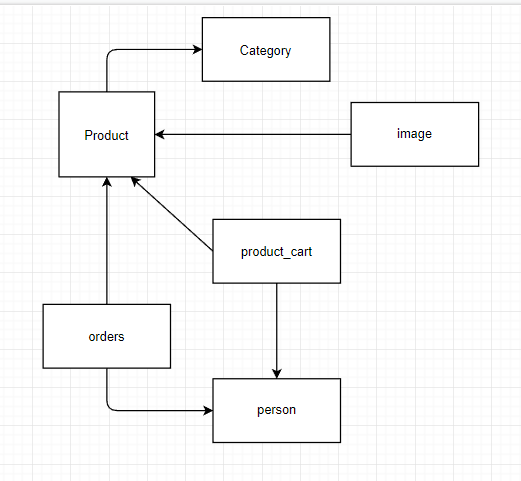 Category
Product
image
product_cart
orders
person